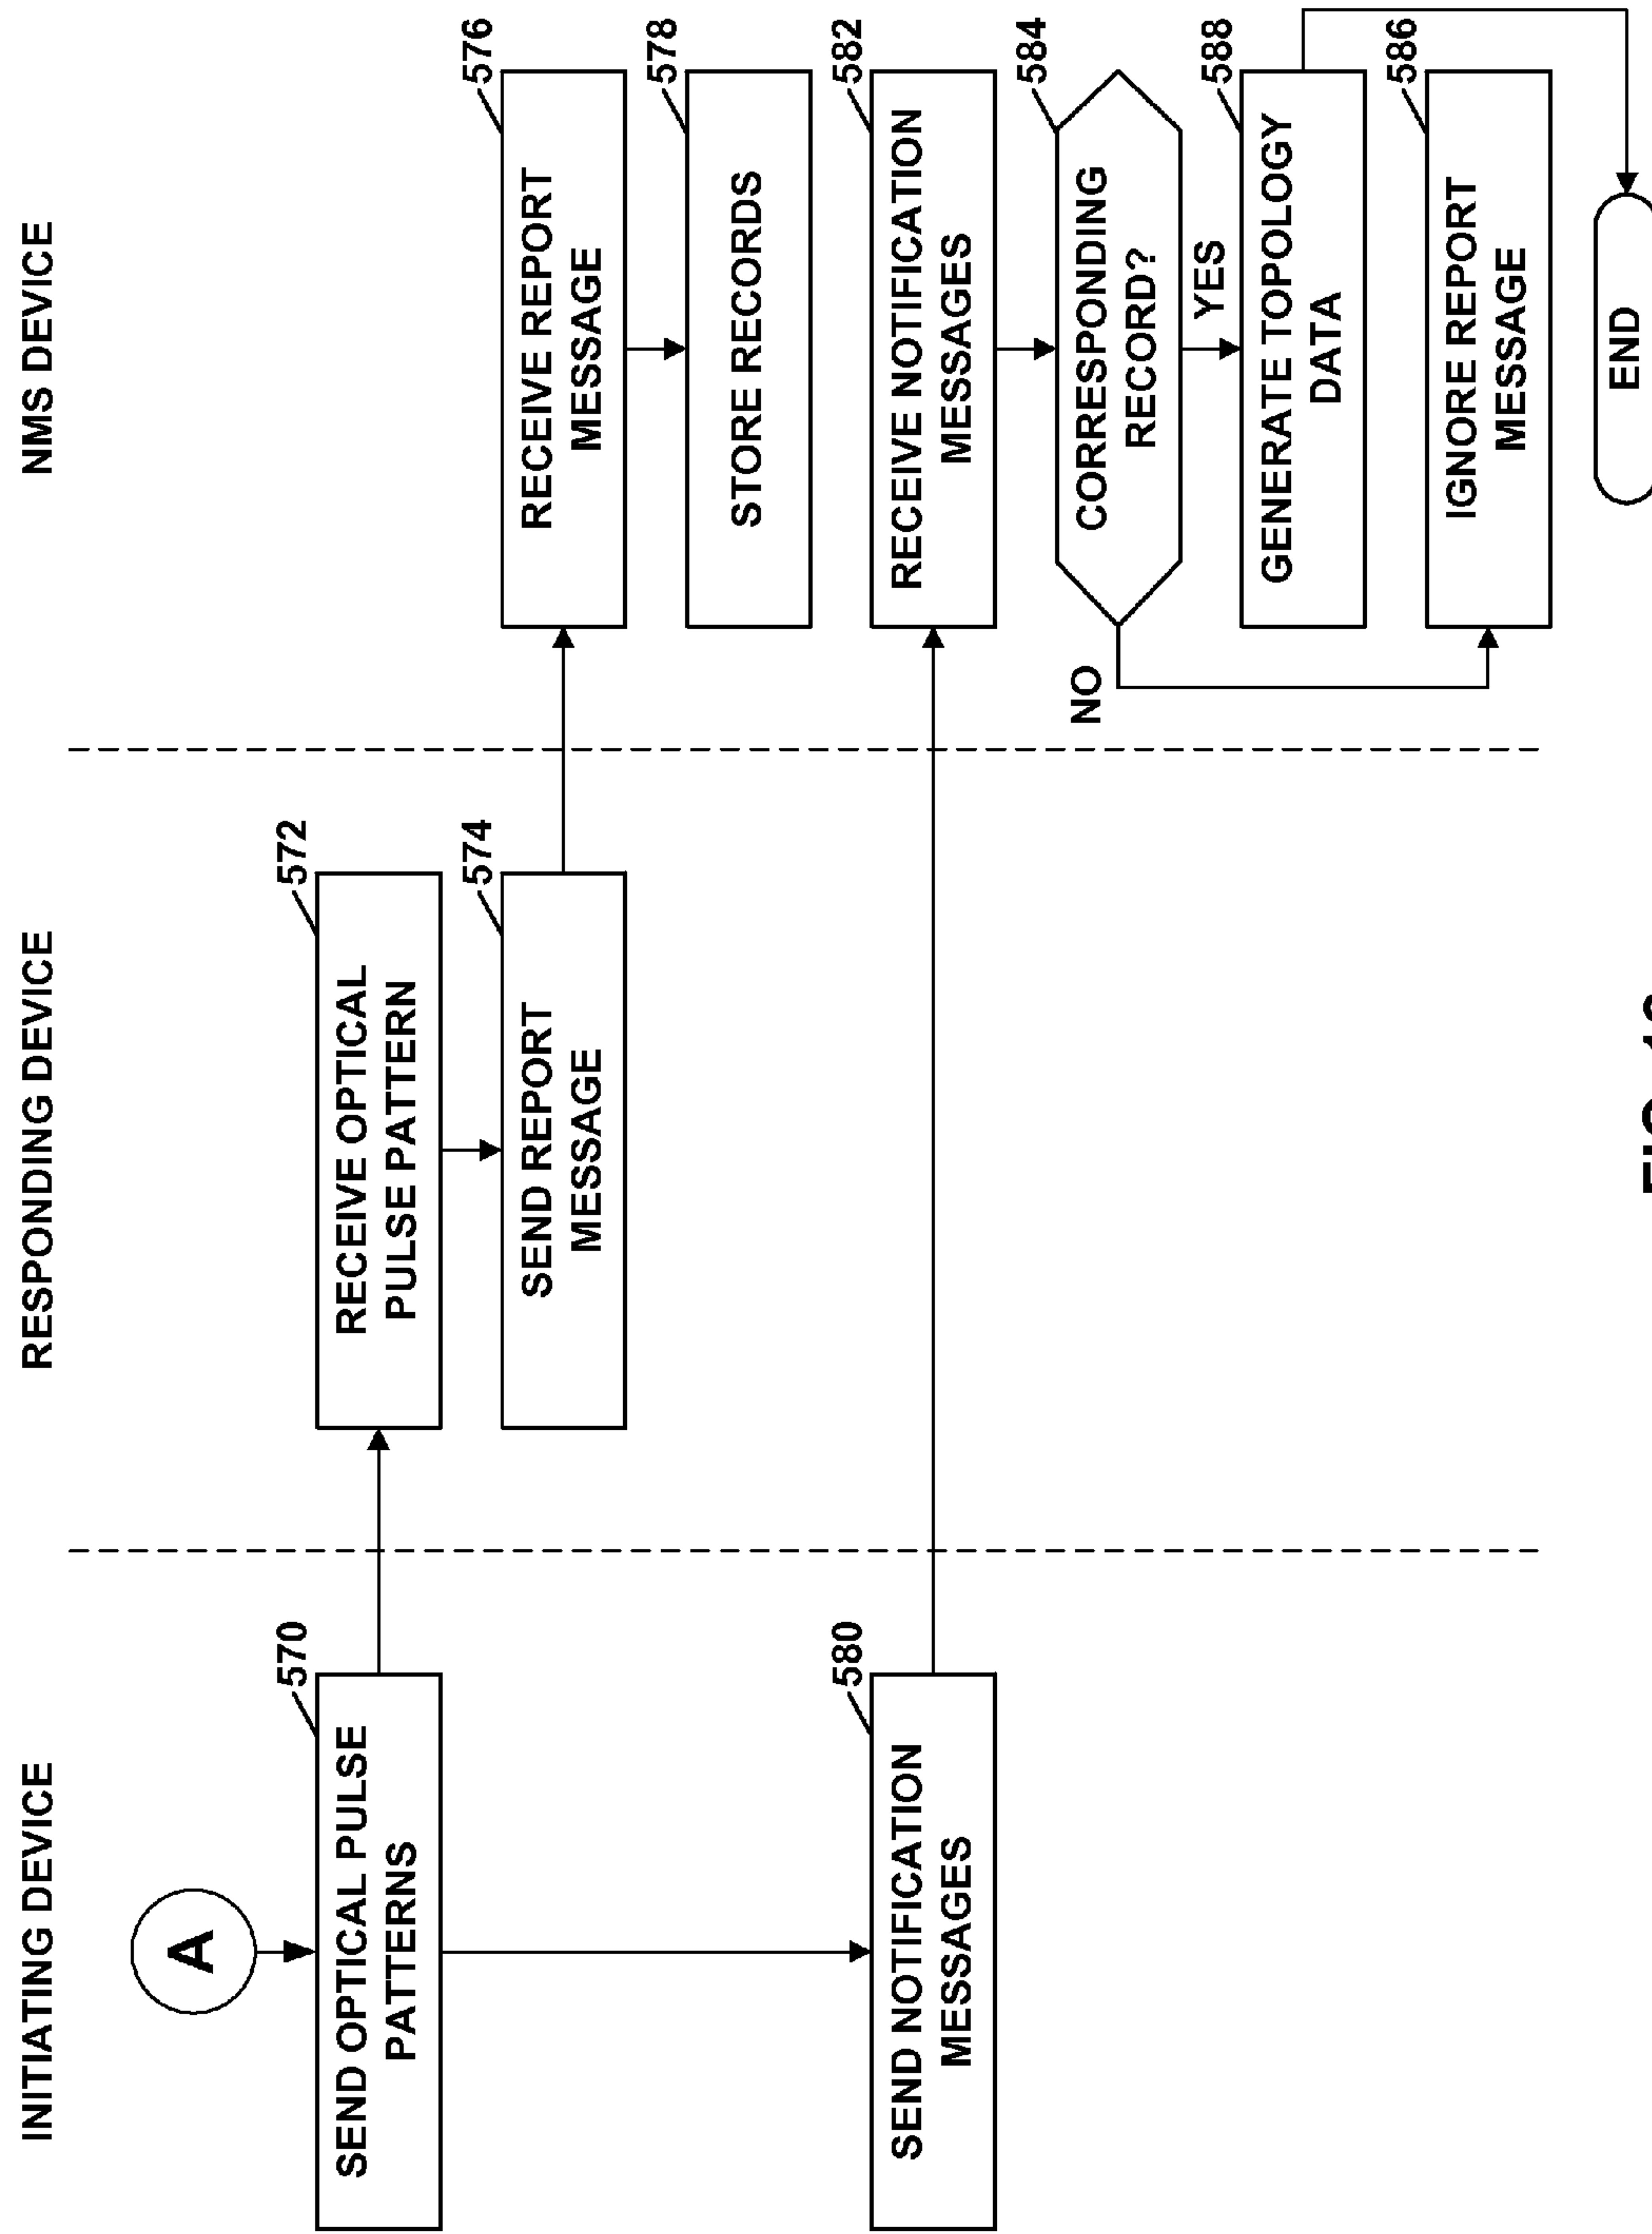 INITIATING DEVICE
RESPONDING DEVICE
NMS DEVICE
A
570
SEND OPTICAL PULSE
PATTERNS
572
RECEIVE OPTICAL
PULSE PATTERN
574
SEND REPORT
MESSAGE
576
RECEIVE REPORT
MESSAGE
578
STORE RECORDS
580
SEND NOTIFICATION
MESSAGES
582
RECEIVE NOTIFICATION
MESSAGES
584
CORRESPONDING
RECORD?
NO
YES
588
GENERATE TOPOLOGY
DATA
586
IGNORE REPORT
MESSAGE
END